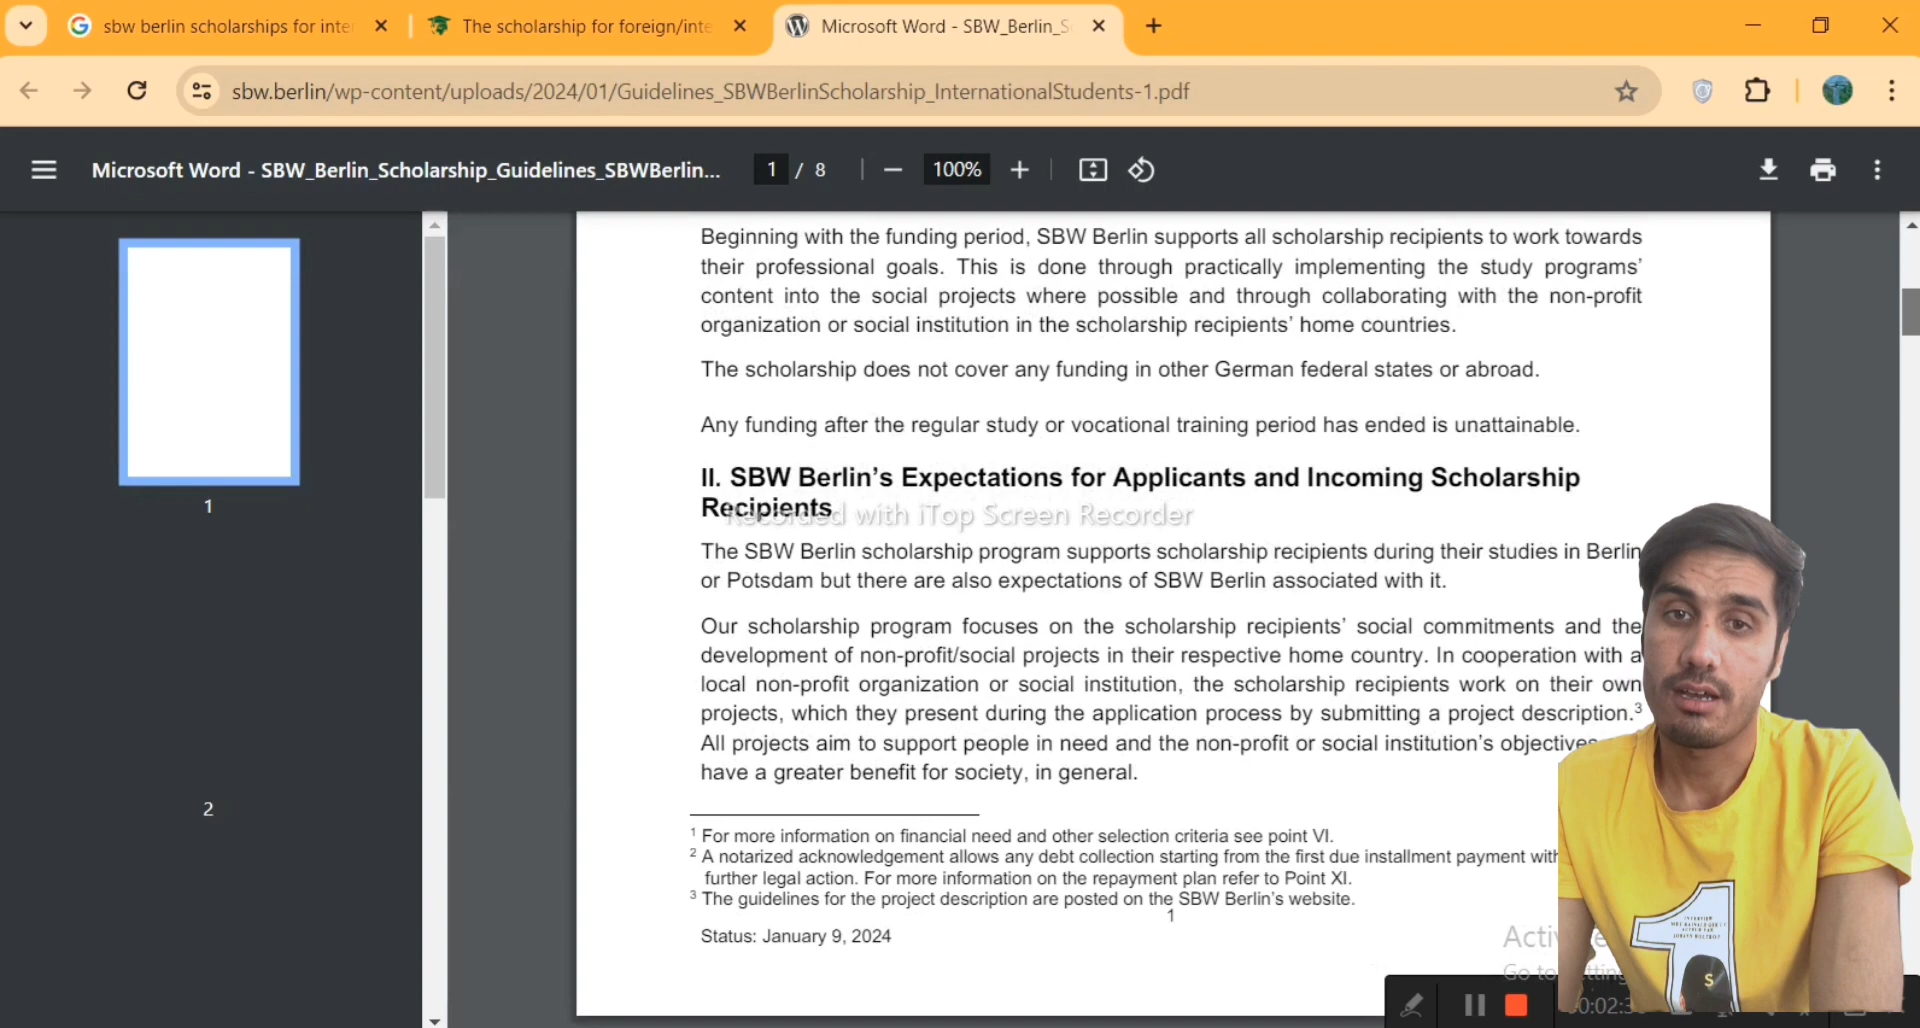 sbw berlin scholarships for inte
The scholarship for foreign/inte
Microsoft Word - SBW_Berlin_S
sbw.berlin/wp-content/uploads/2024/01/Guidelines_SBWBerlinScholarship_InternationalStudents-1.pdf
Microsoft Word - SBW_Berlin_Scholarship_Guidelines_SBWBerlin...
1 / 8
100%
1
2
Beginning with the funding period, SBW Berlin supports all scholarship recipients to work towards
their professional goals. This is done through practically implementing the study programs'
content into the social projects where possible and through collaborating with the non-profit
organization or social institution in the scholarship recipients' home countries.
The scholarship does not cover any funding in other German federal states or abroad.
Any funding after the regular study or vocational training period has ended is unattainable.
II. SBW Berlin's Expectations for Applicants and Incoming Scholarship
Recipients
Recorded with iTop Screen Recorder
The SBW Berlin scholarship program supports scholarship recipients during their studies in Berlin
or Potsdam but there are also expectations of SBW Berlin associated with it.
Our scholarship program focuses on the scholarship recipients' social commitments and the
development of non-profit/social projects in their respective home country. In cooperation with a
local non-profit organization or social institution, the scholarship recipients work on their own
projects, which they present during the application process by submitting a project description.³
All projects aim to support people in need and the non-profit or social institution's objectives
have a greater benefit for society, in general.
¹ For more information on financial need and other selection criteria see point VI.
² A notarized acknowledgement allows any debt collection starting from the first due installment payment with
further legal action. For more information on the repayment plan refer to Point XI.
³ The guidelines for the project description are posted on the SBW Berlin's website.
1
Status: January 9, 2024
Acti
Go to
1
S